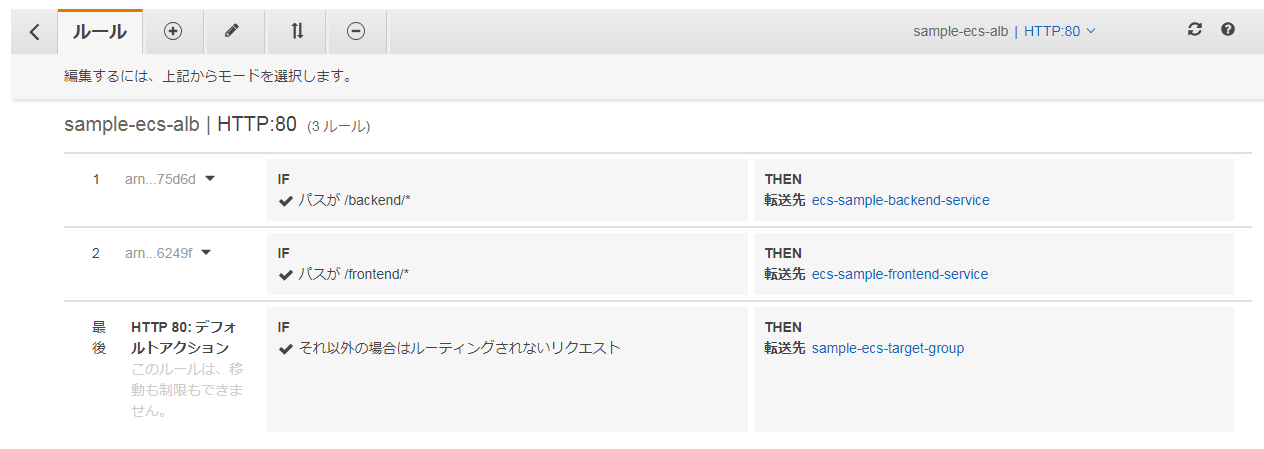 ルール
sample-ecs-alb | HTTP:80
編集するには、上記からモードを選択します。
sample-ecs-alb | HTTP:80 (3 ルール)
1 arn...75d6d
IF
パスが /backend/*
THEN
転送先 ecs-sample-backend-service
2 arn...6249f
IF
パスが /frontend/*
THEN
転送先 ecs-sample-frontend-service
最
後
HTTP 80: デフォ
ルトアクション
このルールは、移
動も制限もできま
せん。
IF
それ以外の場合はルーティングされないリクエスト
THEN
転送先 sample-ecs-target-group